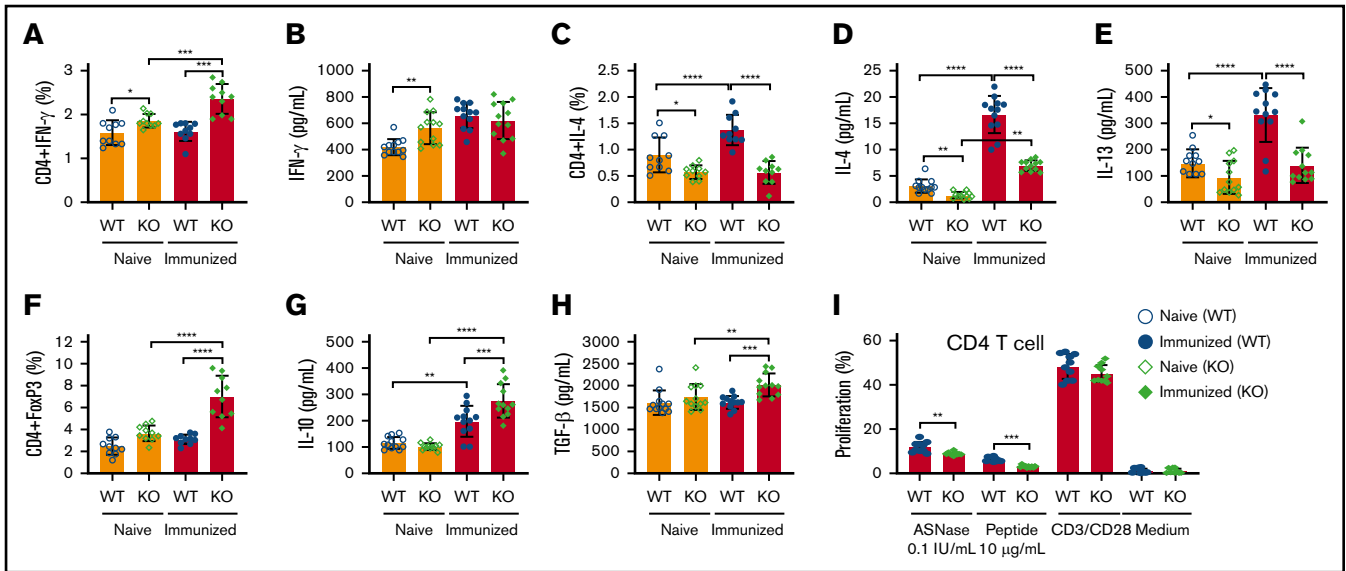 A
CD4+IFN-γ (%)
3
2
1
0
*
***
***
WT KO WT KO
Naive Immunized
B
IFN-γ (pg/mL)
1000
800
600
400
200
0
**
WT KO WT KO
Naive Immunized
C
CD4+IL-4 (%)
2.0
1.5
1.0
0.5
0.0
*
****
****
WT KO WT KO
Naive Immunized
D
IL-4 (pg/mL)
25
20
15
10
5
0
**
****
****
**
WT KO WT KO
Naive Immunized
E
IL-13 (pg/mL)
500
400
300
200
100
0
*
****
****
WT KO WT KO
Naive Immunized
F
CD4+FoxP3 (%)
12
10
8
6
4
2
0
****
****
WT KO WT KO
Naive Immunized
G
IL-10 (pg/mL)
500
400
300
200
100
0
**
****
***
WT KO WT KO
Naive Immunized
H
TGF-β (pg/mL)
3000
2500
2000
1500
1000
500
0
**
***
WT KO WT KO
Naive Immunized
I
CD4 T cell
Proliferation (%)
60
40
20
0
**
***
WT KO WT KO WT KO WT KO
ASNase Peptide CD3/CD28 Medium
0.1 IU/mL 10 μg/mL
Naive (WT)
Immunized (WT)
Naive (KO)
Immunized (KO)